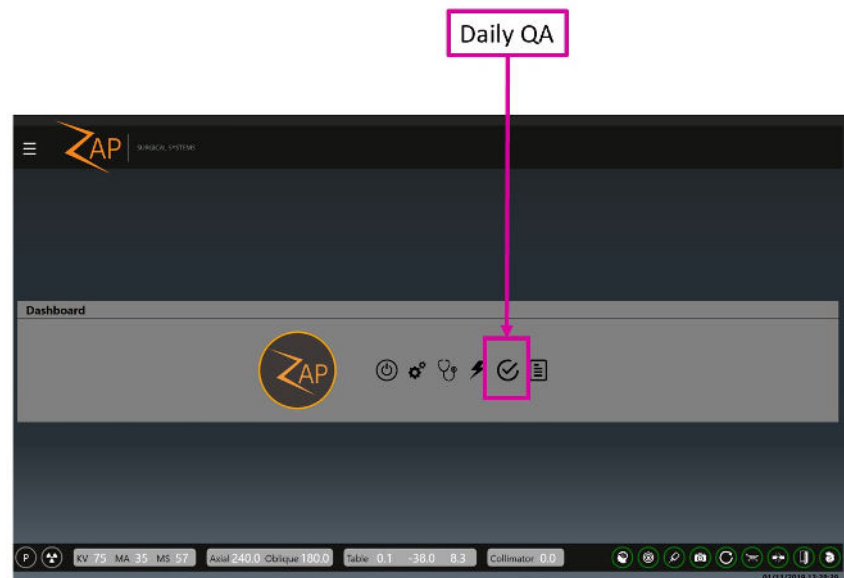 Daily QA
ZAP SURGICAL SYSTEMS
Dashboard
ZAP
P KV 75 MA 35 MS 57 Axial 240.0 Oblique 180.0 Table 0.1 -38.0 8.3 Collimator 0.0